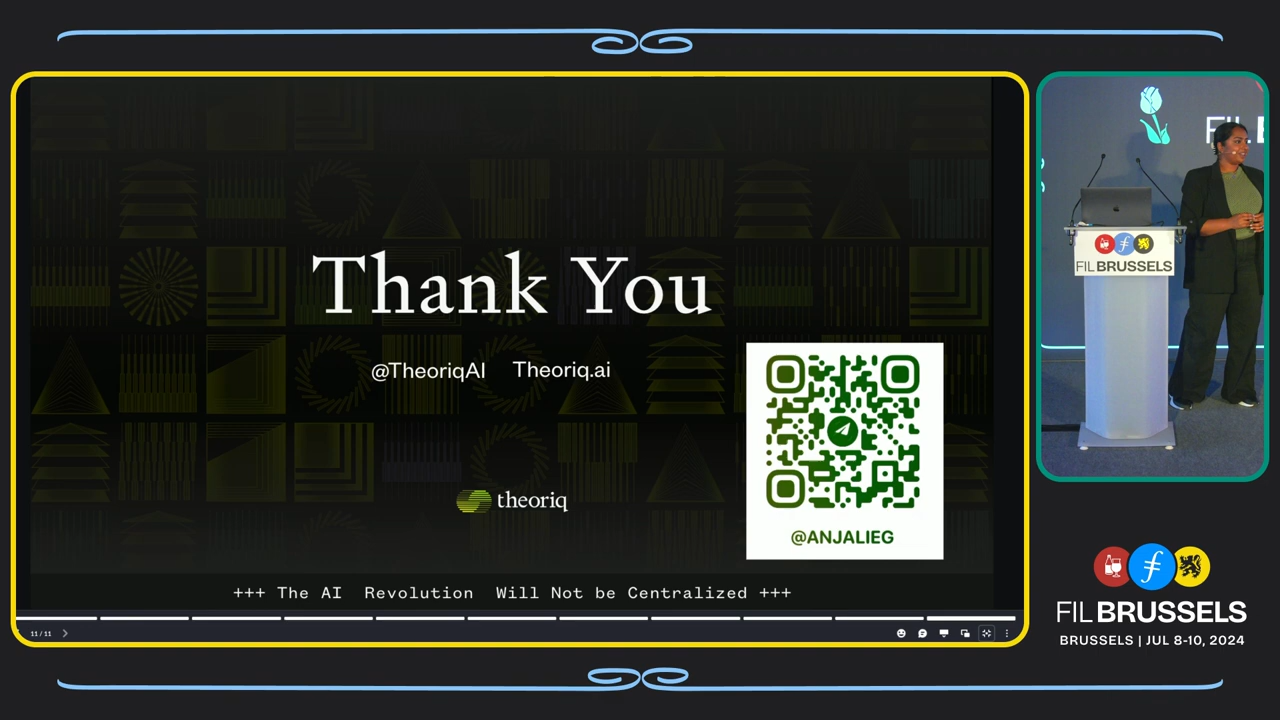 Thank You
@TheoriqAI Theoriq.ai
theoriq
@ANJALIEG
+++ The AI Revolution Will Not be Centralized +++
11 / 11
FIL BRUSSELS
FIL BRUSSELS
BRUSSELS | JUL 8-10, 2024